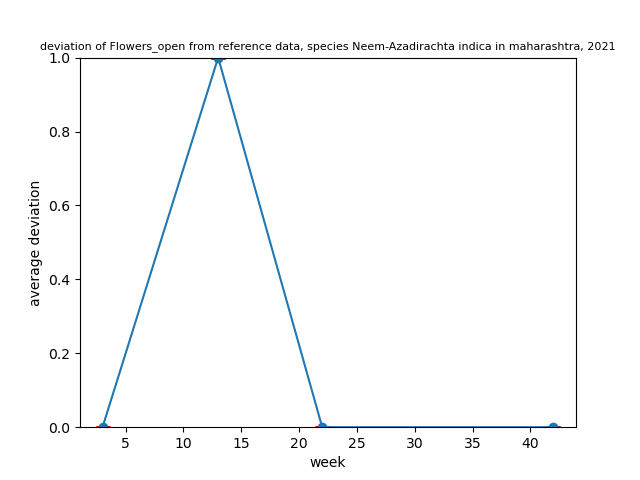 deviation of Flowers_open from reference data, species Neem-Azadirachta indica in maharashtra, 2021
1.0
0.8
0.6
0.4
0.2
0.0
average deviation
5 10 15 20 25 30 35 40
week